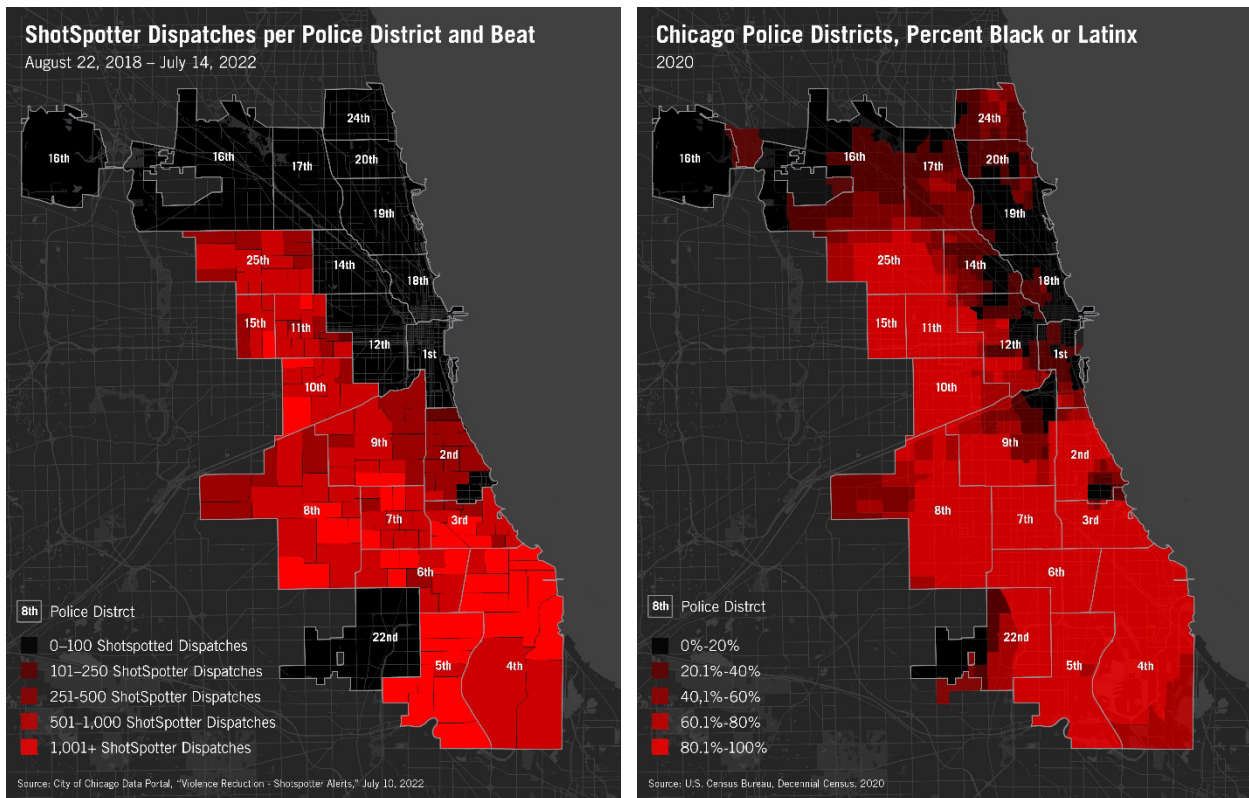 ShotSpotter Dispatches per Police District and Beat
August 22, 2018 – July 14, 2022
24th
16th
16th
17th
20th
19th
25th
14th
18th
15th
11th
12th
1st
10th
9th
2nd
8th
7th
3rd
6th
22nd
5th
4th
8th Police Distrct
0–100 Shotspotted Dispatches
101–250 ShotSpotter Dispatches
251-500 ShotSpotter Dispatches
501–1,000 ShotSpotter Dispatches
1,001+ ShotSpotter Dispatches
Source: City of Chicago Data Portal, “Violence Reduction - Shotspotter Alerts,” July 10, 2022
Chicago Police Districts, Percent Black or Latinx
2020
24th
16th
16th
17th
20th
19th
25th
14th
18th
15th
11th
12th
1st
10th
9th
2nd
8th
7th
3rd
6th
22nd
5th
4th
8th Police Distrct
0%-20%
20.1%-40%
40,1%-60%
60.1%-80%
80.1%-100%
Source: U.S. Census Bureau, Decennial Census, 2020